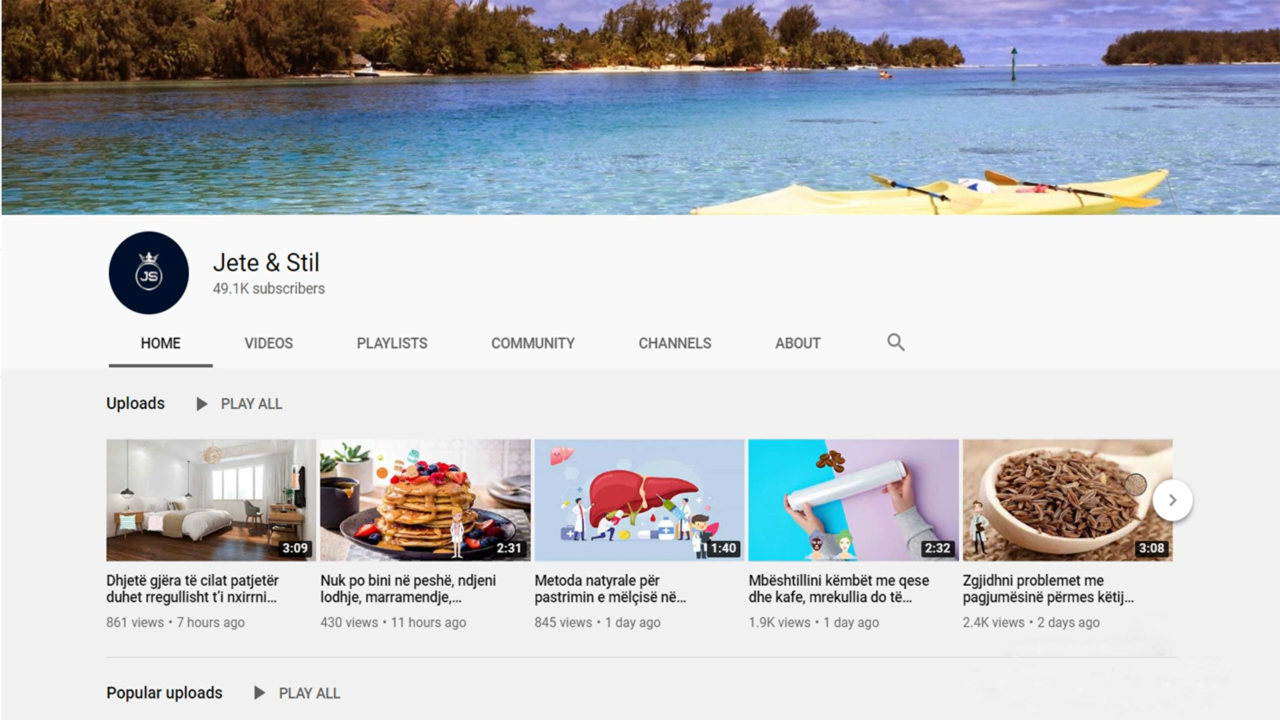 JS
Jete & Stil
49.1K subscribers
HOME
VIDEOS
PLAYLISTS
COMMUNITY
CHANNELS
ABOUT
Uploads
PLAY ALL
3:09
2:31
1:40
2:32
3:08
Dhjetë gjëra të cilat patjetër
duhet rregullisht t'i nxirrni...
861 views • 7 hours ago
Nuk po bini në peshë, ndjeni
lodhje, marramendje,...
430 views • 11 hours ago
Metoda natyrale për
pastrimin e mëlçisë në...
845 views • 1 day ago
Mbështillini këmbët me qese
dhe kafe, mrekullia do të...
1.9K views • 1 day ago
Zgjidhni problemet me
pagjumësinë përmes këtij...
2.4K views • 2 days ago
Popular uploads
PLAY ALL